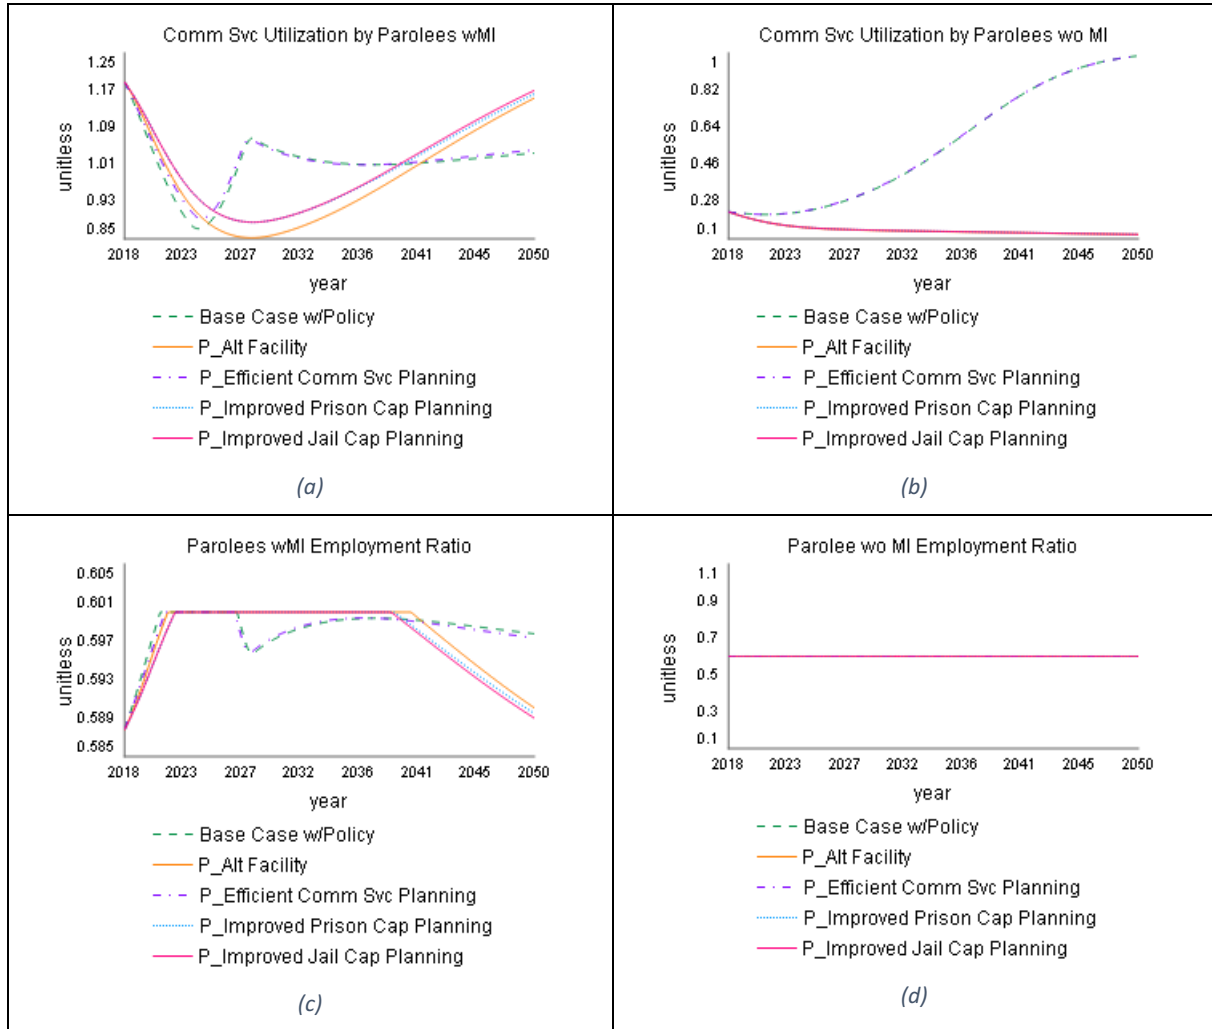 Comm Svc Utilization by Parolees wMI
1.25
1.17
1.09
1.01
0.93
0.85
unitless
2018 2023 2027 2032 2036 2041 2045 2050
year
Base Case w/Policy
P_Alt Facility
P_Efficient Comm Svc Planning
P_Improved Prison Cap Planning
P_Improved Jail Cap Planning
(a)
Comm Svc Utilization by Parolees wo MI
1
0.82
0.64
0.46
0.28
0.1
unitless
2018 2023 2027 2032 2036 2041 2045 2050
year
Base Case w/Policy
P_Alt Facility
P_Efficient Comm Svc Planning
P_Improved Prison Cap Planning
P_Improved Jail Cap Planning
(b)
Parolees wMI Employment Ratio
0.605
0.601
0.597
0.593
0.589
0.585
unitless
2018 2023 2027 2032 2036 2041 2045 2050
year
Base Case w/Policy
P_Alt Facility
P_Efficient Comm Svc Planning
P_Improved Prison Cap Planning
P_Improved Jail Cap Planning
(c)
Parolee wo MI Employment Ratio
1.1
0.9
0.7
0.5
0.3
0.1
unitless
2018 2023 2027 2032 2036 2041 2045 2050
year
Base Case w/Policy
P_Alt Facility
P_Efficient Comm Svc Planning
P_Improved Prison Cap Planning
P_Improved Jail Cap Planning
(d)